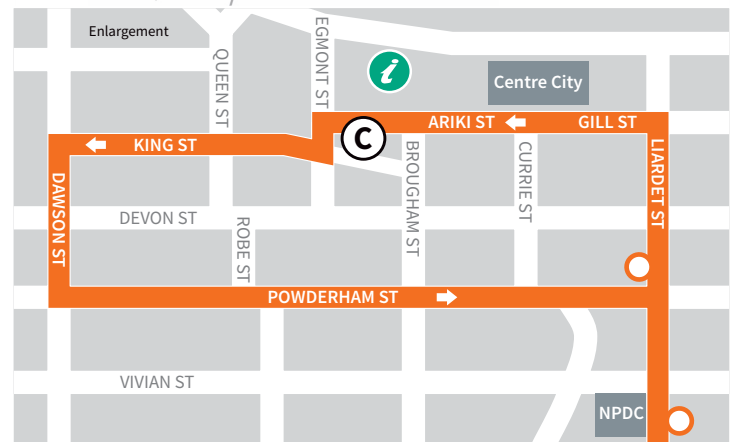 Enlargement
EGMONT ST
QUEEN ST
i
Centre City
ARIKI ST
GILL ST
C
KING ST
BROUGHAM ST
CURRIE ST
LIARDET ST
DAWSON ST
DEVON ST
ROBE ST
POWDERHAM ST
VIVIAN ST
NPDC